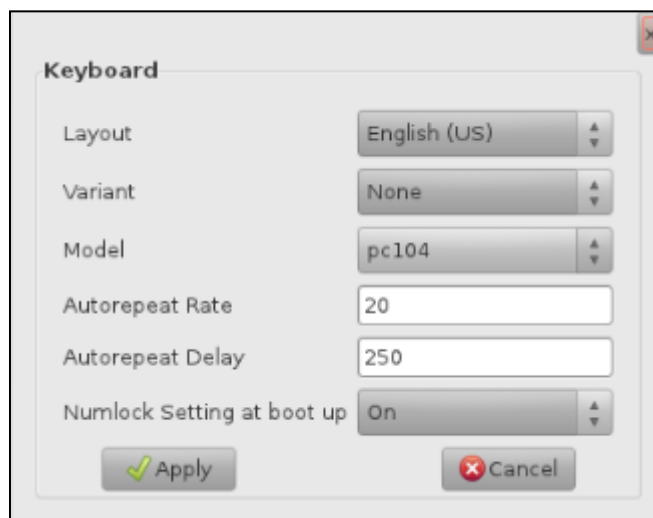 Keyboard
Layout English (US)
Variant None
Model pc104
Autorepeat Rate 20
Autorepeat Delay 250
Numlock Setting at boot up On
Apply Cancel